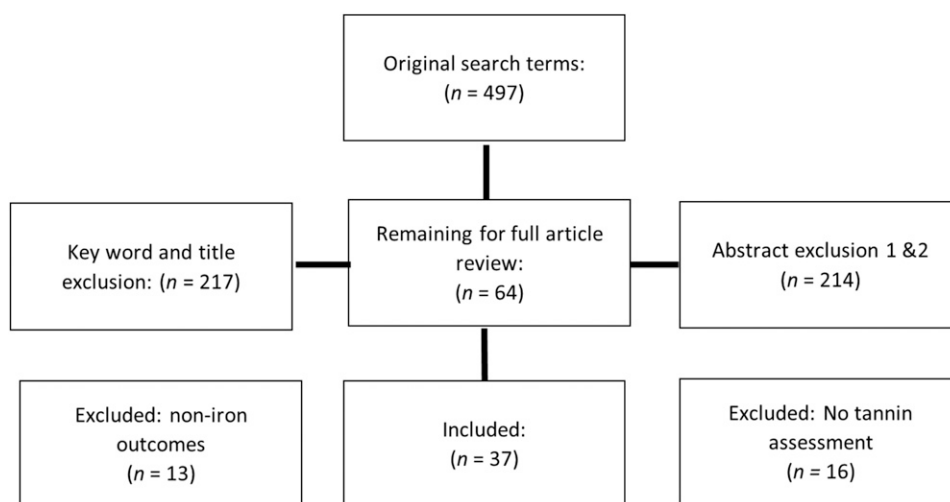 Original search terms:
(n = 497)
Key word and title
exclusion: (n = 217)
Remaining for full article
review:
(n = 64)
Abstract exclusion 1 &2
(n = 214)
Excluded: non-iron
outcomes
(n = 13)
Included:
(n = 37)
Excluded: No tannin
assessment
(n = 16)